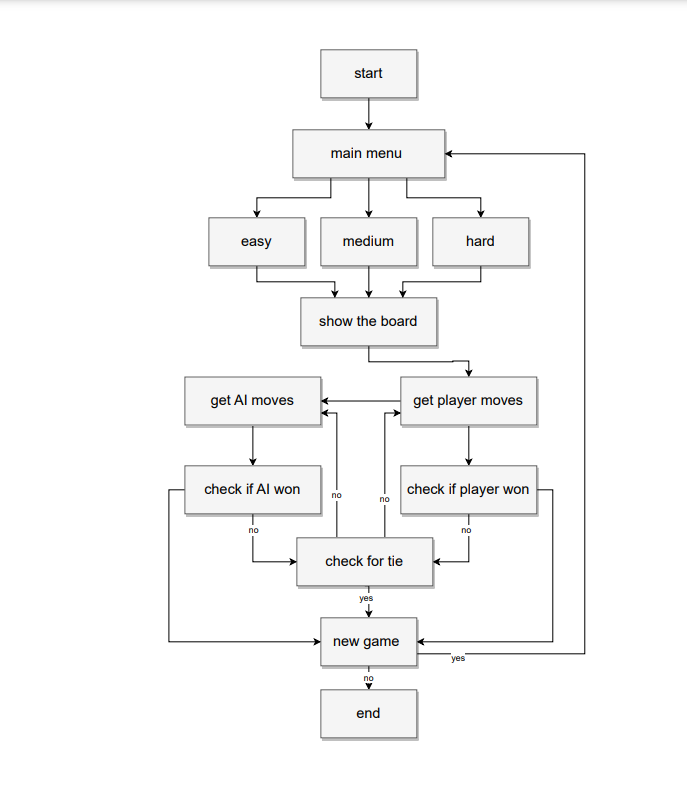 start
main menu
easy
medium
hard
show the board
get AI moves
get player moves
check if AI won
no
no
check if player won
no
no
check for tie
yes
new game
yes
no
end